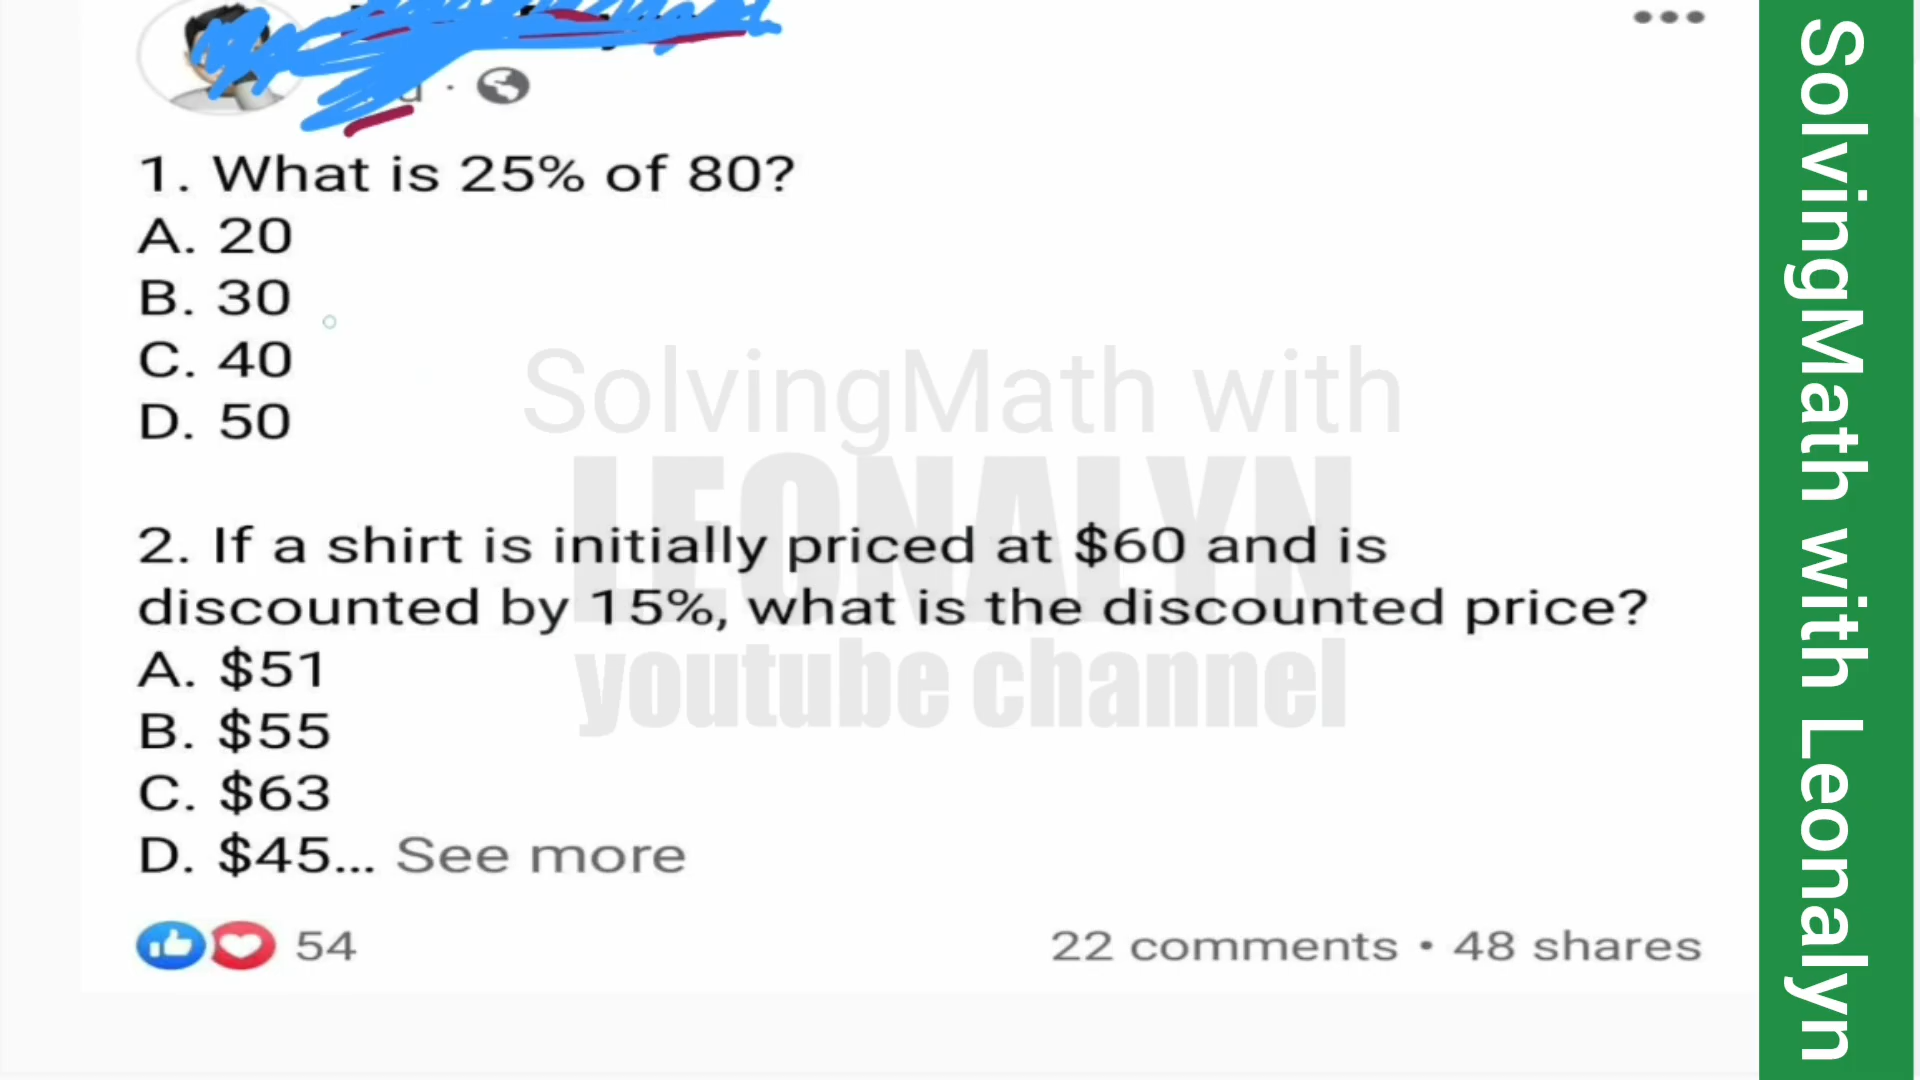 1. What is 25% of 80?
A. 20
B. 30
C. 40
D. 50
2. If a shirt is initially priced at $60 and is
discounted by 15%, what is the discounted price?
A. $51
B. $55
C. $63
D. $45... See more
54
22 comments • 48 shares
SolvingMath with
LEONALYN
youtube channel
SolvingMath with Leonalyn